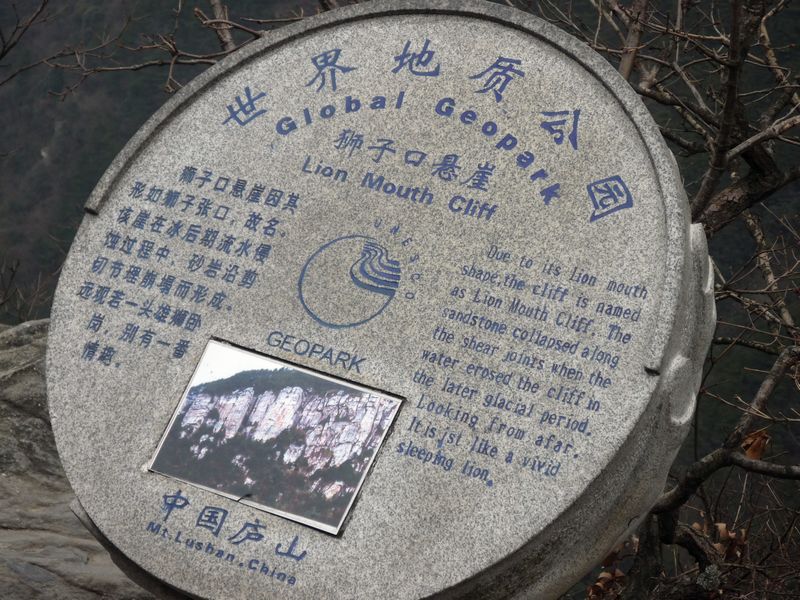 世界地质公园
Global Geopark
狮子口悬崖
Lion Mouth Cliff
狮子口悬崖因其
形如狮子张口，故名。
该崖在冰后期流水侵
蚀过程中，砂岩沿剪
切节理崩塌而形成。
远观若一头雄狮卧
岗，别有一番
情趣。
UNESCO
GEOPARK
Due to its lion mouth
shape,the cliff is named
as Lion Mouth Cliff. The
sandstone collapsed along
the shear joints when the
water erosed the cliff in
the later glacial period.
Looking from afar.
It is jst like a vivid
sleeping lion。
中国庐山
Mt.Lushan.China